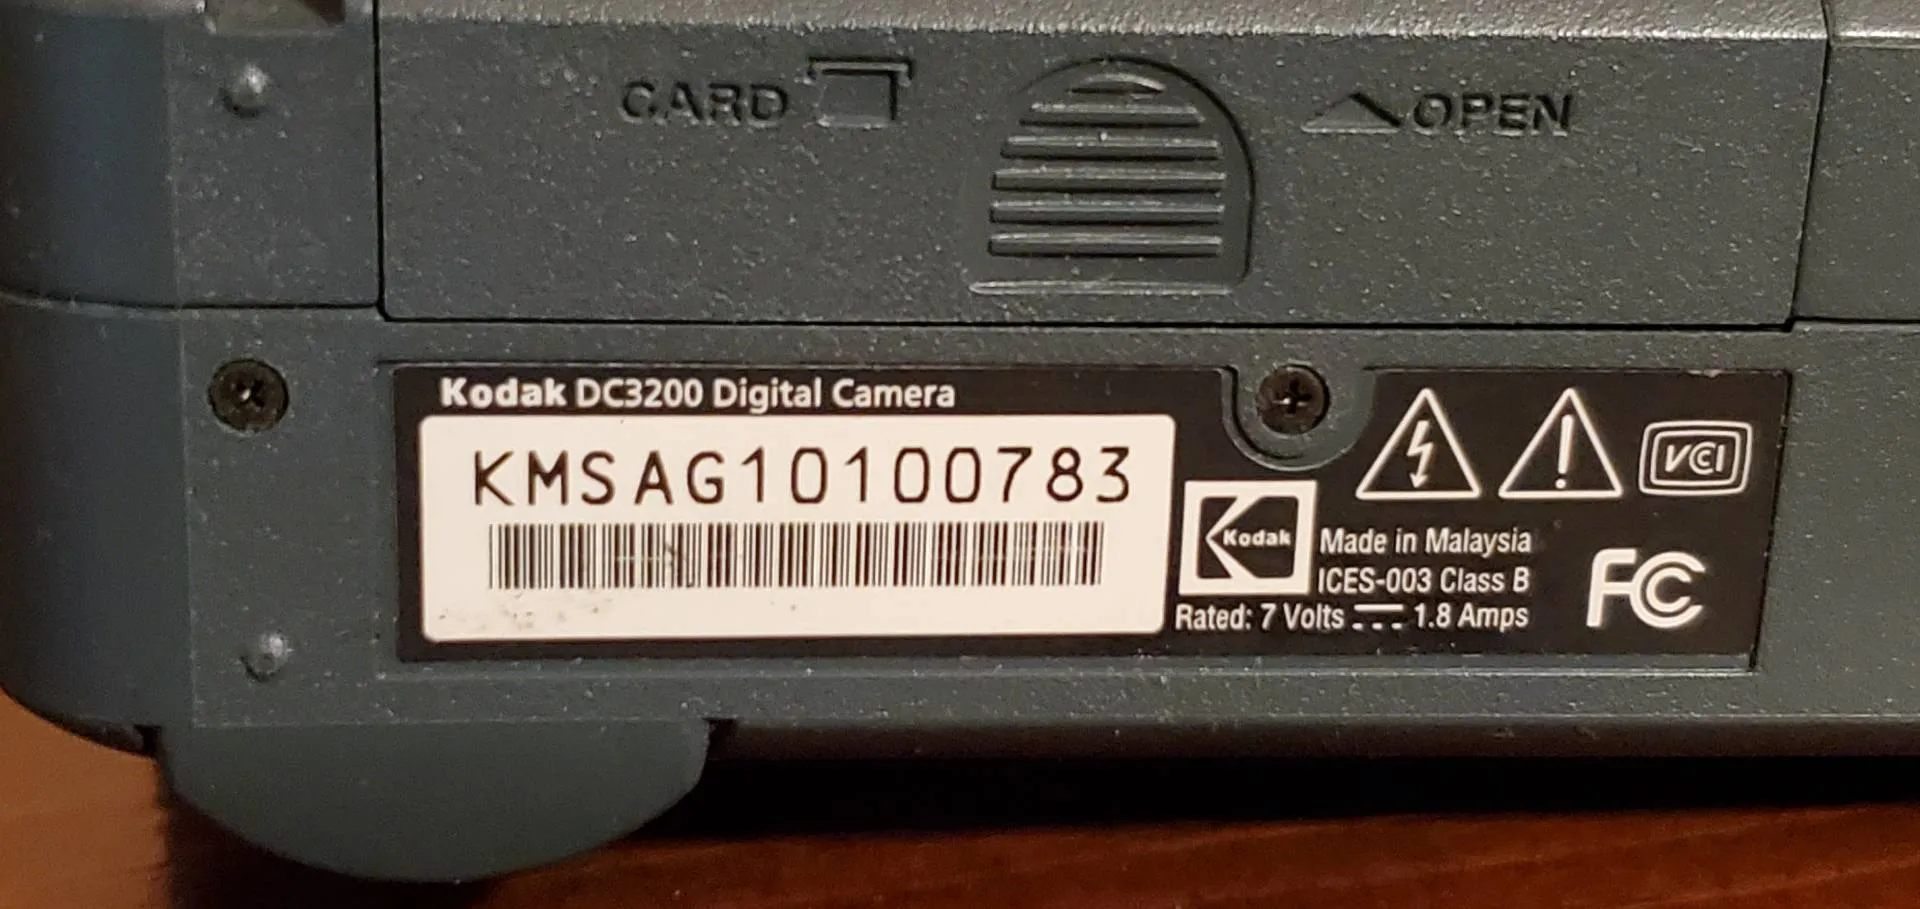 CARD
OPEN
Kodak DC3200 Digital Camera
KMSAG10100783
VCCI
Kodak
Made in Malaysia
ICES-003 Class B
Rated: 7 Volts ⎓ 1.8 Amps
FC